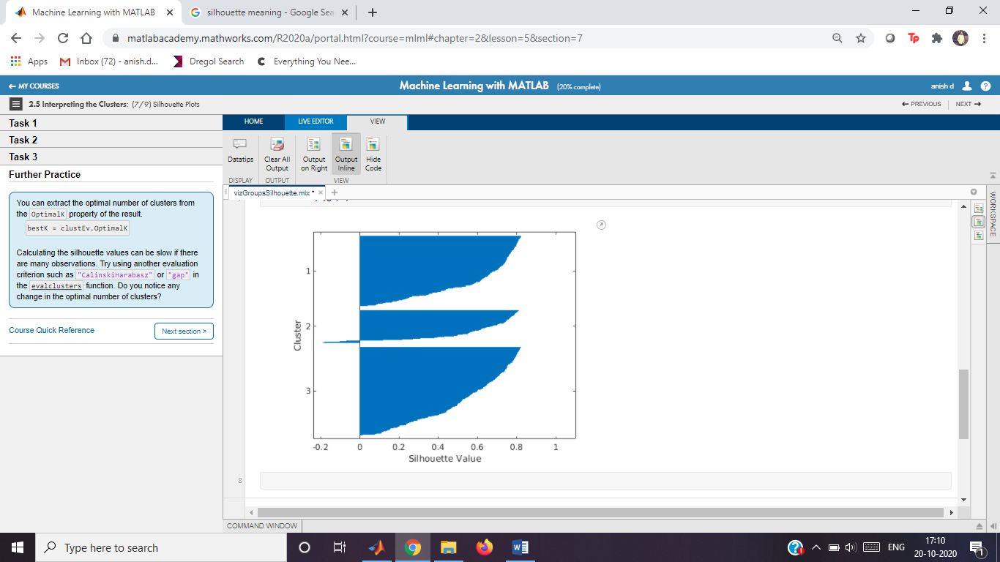 Machine Learning with MATLAB
silhouette meaning - Google Sea
matlabacademy.mathworks.com/R2020a/portal.html?course=mlml#chapter=2&lesson=5&section=7
Apps
Inbox (72) - anish.d...
Dregol Search
Everything You Nee...
← MY COURSES
Machine Learning with MATLAB (20% complete)
anish d
2.5 Interpreting the Clusters: (7/9) Silhouette Plots
← PREVIOUS
NEXT →
Task 1
Task 2
Task 3
Further Practice
You can extract the optimal number of clusters from
the OptimalK property of the result.
bestK = clustEv.OptimalK
Calculating the silhouette values can be slow if there
are many observations. Try using another evaluation
criterion such as "CalinskiHarabasz" or "gap" in
the evalclusters function. Do you notice any
change in the optimal number of clusters?
Course Quick Reference
Next section >
HOME
LIVE EDITOR
VIEW
Datatips
Clear All
Output
Output
on Right
Output
Inline
Hide
Code
DISPLAY
OUTPUT
VIEW
vizGroupsSilhouette.mlx *
WORKSPACE
1
2
3
Cluster
-0.2 0 0.2 0.4 0.6 0.8 1
Silhouette Value
8
COMMAND WINDOW
Type here to search
ENG
17:10
20-10-2020
1